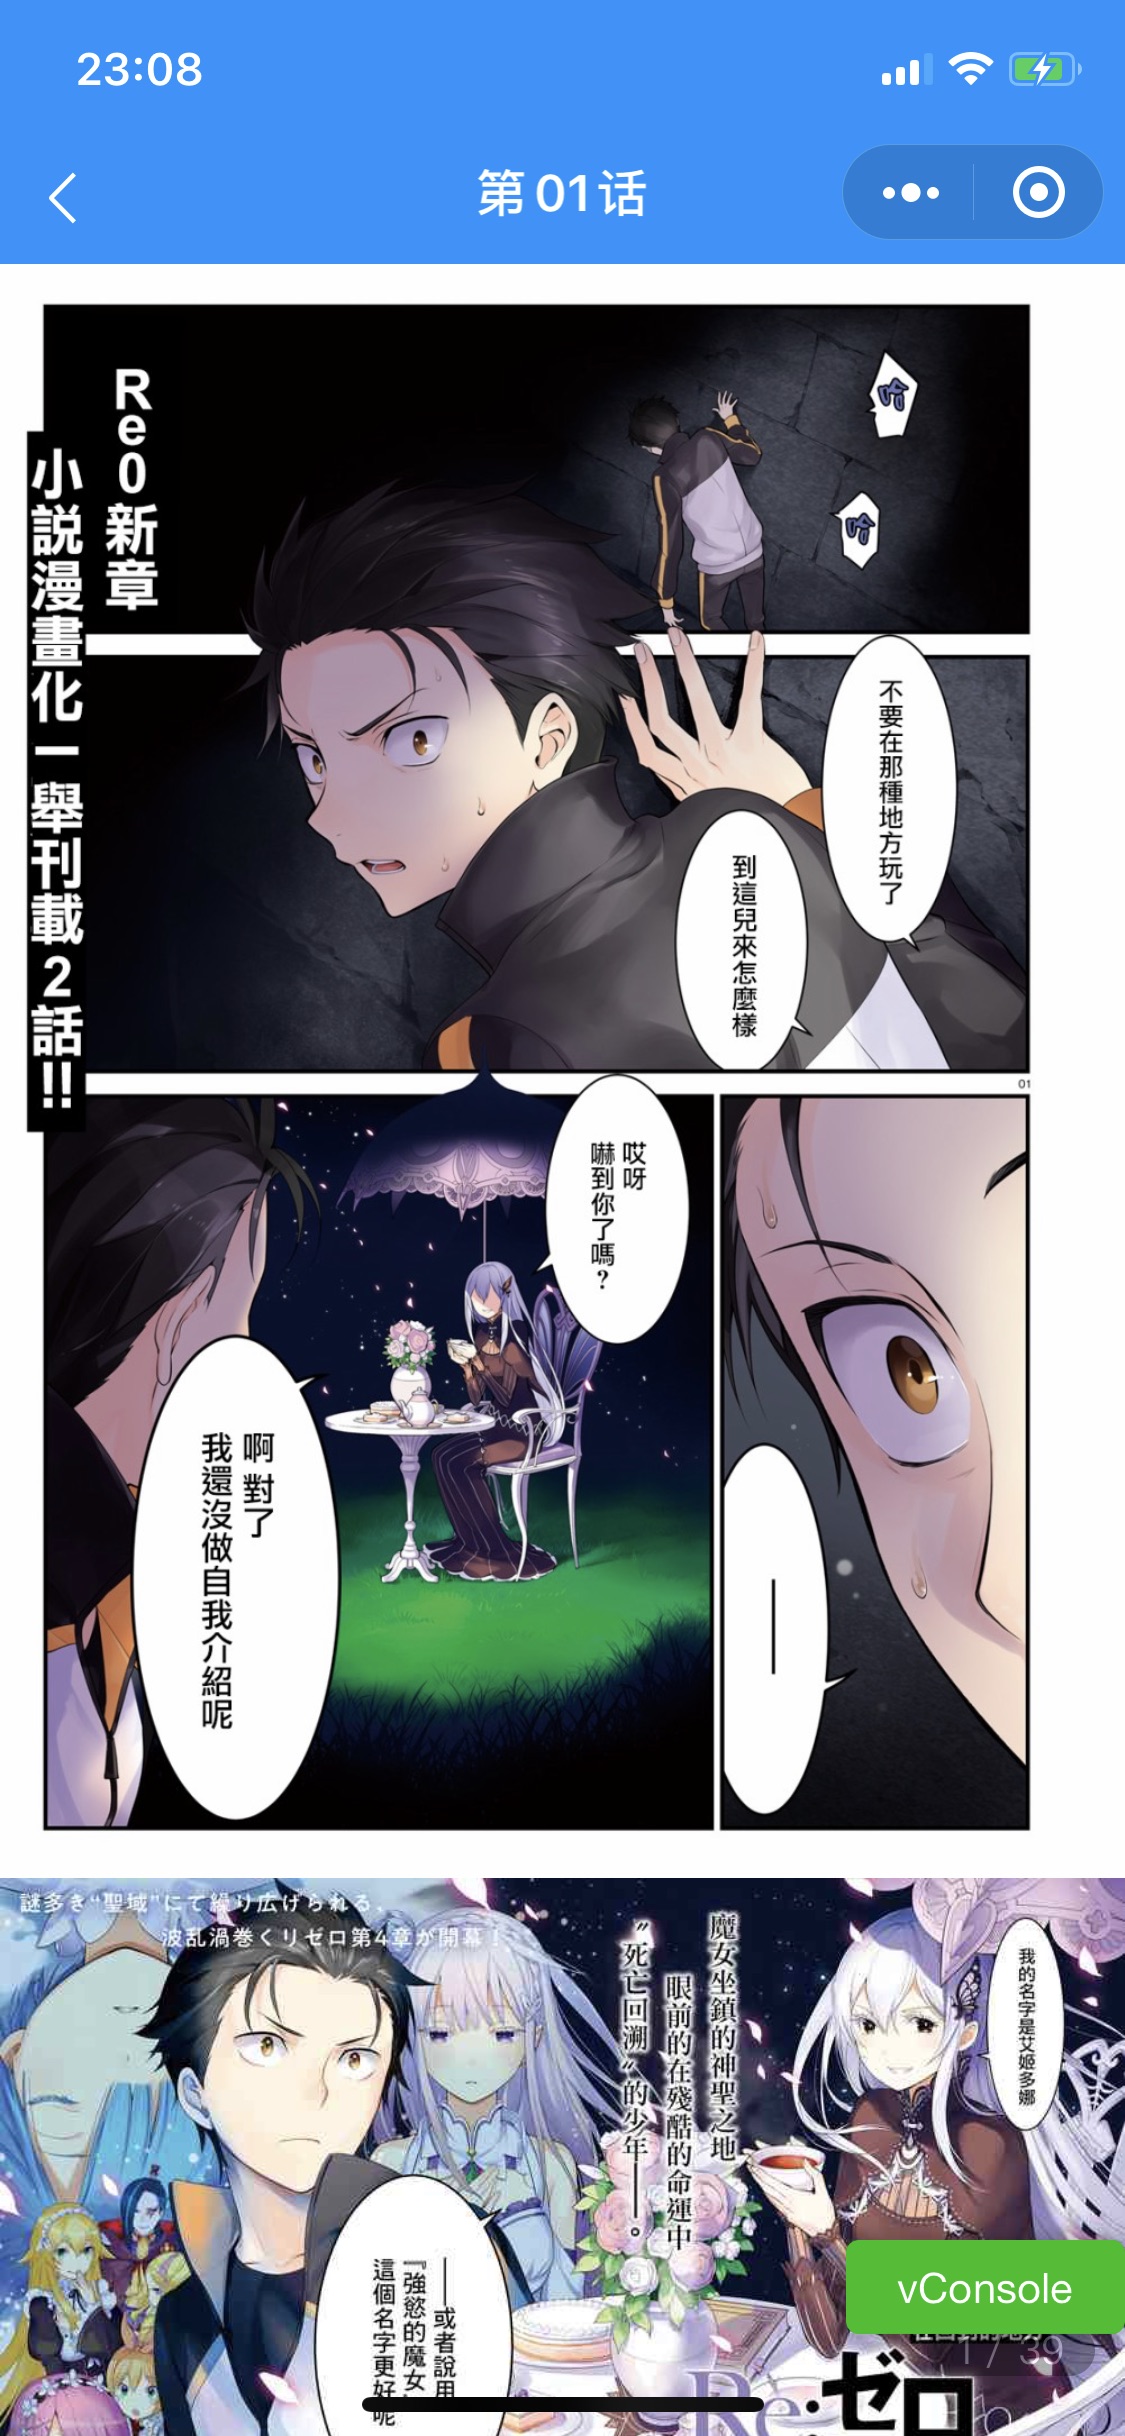 23:08
第01话
Re0新章
小説漫畫化一舉刊載2話!!
不要在那種地方玩了
到這兒來怎麼樣
01
哎呀
嚇到你了嗎?
啊 對了
我還沒做自我介紹呢
謎多き“聖域”にて繰り広げられる、
波乱渦巻くリゼロ第4章が開幕!
我的名字是艾姬多娜
魔女坐鎮的神聖之地
眼前的在殘酷的命運中
〝死亡回溯〞的少年——。
——或者說用
『強慾的魔女』
這個名字更好呢
vConsole
1 / 39
Re:ゼロ